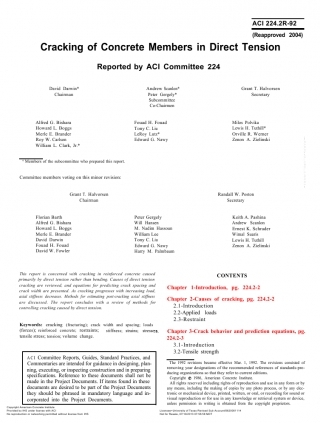 ACI 224.2R-92
(Reapproved 2004)
Cracking of Concrete Members in Direct Tension
Reported by ACI Committee 224
David Darwin*
Chairman
Andrew Scanlon*
Peter Gergely*
Subcommittee
Co-Chairmen
Grant T. Halvorsen
Secretary
Alfred G. Bishara
Howard L. Boggs
Merle E. Brander
Roy W. Carlson
William L. Clark, Jr.*
Fouad H. Fouad
Tony C. Liu
LeRoy Lutz*
Edward G. Nawy
Milos Polvika
Lewis H. Tuthill*
Orville R. Werner
Zenon A. Zielinski
* Members of the subcommittee who prepared this report.
Committee members voting on this minor revision:
Grant T. Halvorsen
Chairman
Randall W. Poston
Secretary
Florian Barth
Alfred G. Bishara
Howard L. Boggs
Merle E. Brander
David Darwin
Fouad H. Fouad
David W. Fowler
Peter Gergely
Will Hansen
M. Nadim Hassoun
William Lee
Tony C. Liu
Edward G. Nawy
Harry M. Palmbaum
Keith A. Pashina
Andrew Scanlon
Ernest K. Schrader
Wimal Suaris
Lewis H. Tuthill
Zenon A. Zielinski
This report is concerned with cracking in reinforced concrete caused
primarily by direct tension rather than bending. Causes of direct tension
cracking are reviewed, and equations for predicting crack spacing and
crack width are presented. As cracking progresses with increasing load,
axial stiffness decreases. Methods for estimating post-cracking axial stiffness
are discussed. The report concludes with a review of methods for
controlling cracking caused by direct tension.
Keywords: cracking (fracturing); crack width and spacing; loads
(forces); reinforced concrete; restraints; stiffness; strains; stresses;
tensile stress; tension; volume change.
CONTENTS
Chapter 1-Introduction, pg. 224.2-2
Chapter 2-Causes of cracking, pg. 224.2-2
2.1-Introduction
2.2-Applied loads
2.3-Restraint
Chapter 3-Crack behavior and prediction equations, pg.
224.2-3
3.1-Introduction
3.2-Tensile strength
ACI Committee Reports, Guides, Standard Practices, and
Commentaries are intended for guidance in designing, planning,
executing, or inspecting construction and in preparing
specifications. Reference to these documents shall not be
made in the Project Documents. If items found in these
documents are desired to be part of the Project Documents
they should be phrased in mandatory language and incorporated
into the Project Documents.
The 1992 revisions became effective Mar. 1, 1992. The revisions consisted of
removing year designations of the recommended references of standards-producing
organizations so that they refer to current editions.
Copyright © 1986, American Concrete Institute.
All rights reserved including rights of reproduction and use in any form or by
any means, including the making of copies by any photo process, or by any electronic
or mechanical device, printed, written, or oral, or recording for sound or
visual reproduction or for use in any knowledge or retrieval system or device,
unless permission in writing is obtained from the copyright proprietors.